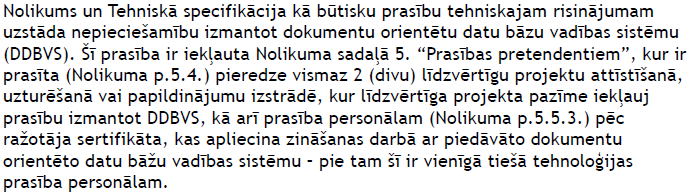 Nolikums un Tehniskā specifikācija kā būtisku prasību tehniskajam risinājumam
uzstāda nepieciešamību izmantot dokumentu orientētu datu bāzu vadības sistēmu
(DDBVS). Šī prasība ir iekļauta Nolikuma sadaļā 5. “Prasības pretendentiem”, kur ir
prasīta (Nolikuma p.5.4.) pieredze vismaz 2 (divu) līdzvērtīgu projektu attīstīšanā,
uzturēšanā vai papildinājumu izstrādē, kur līdzvērtīga projekta pazīme iekļauj
prasību izmantot DDBVS, kā arī prasība personālam (Nolikuma p.5.5.3.) pēc
ražotāja sertifikāta, kas apliecina zināšanas darbā ar piedāvāto dokumentu
orientēto datu bāžu vadības sistēmu – pie tam šī ir vienīgā tiešā tehnoloģijas
prasība personālam.